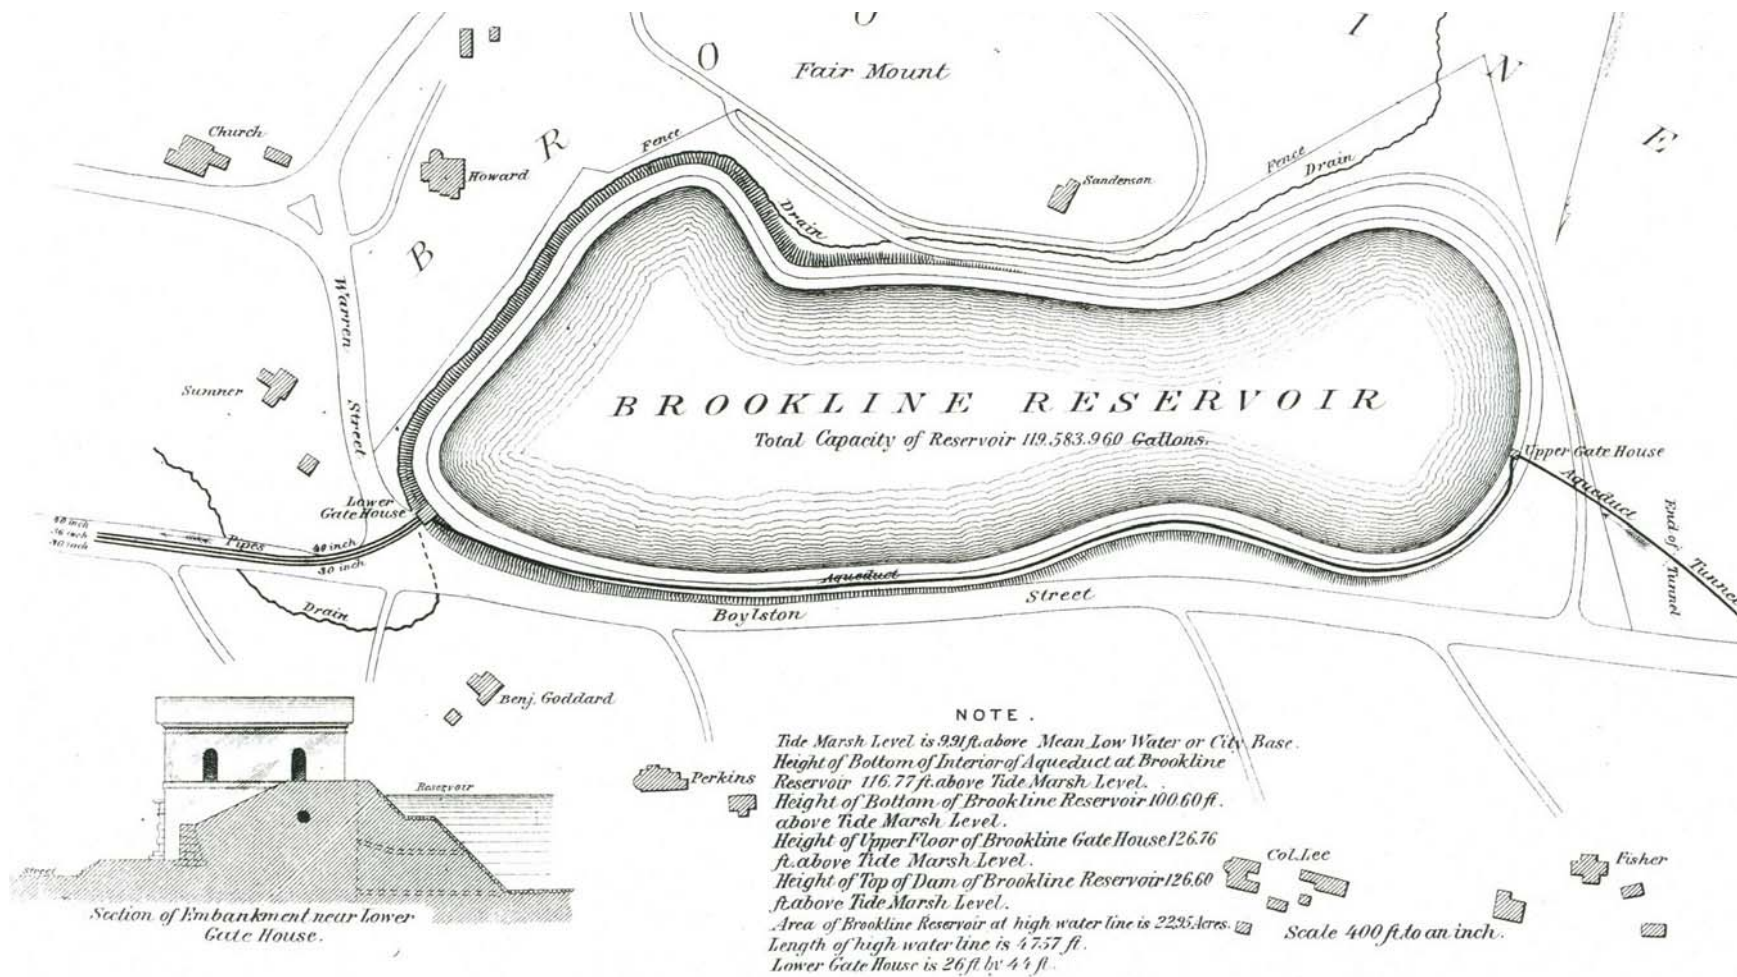 Fair Mount
B R O O I N E
Church
Howard
Fence
Drain
Sanderson
Fence
Drain
Warren Street
Sumner
BROOKLINE RESERVOIR
Total Capacity of Reservoir 119.583.960 Gallons.
Upper Gate House
Aqueduct
End of Tunnel
Tunnel
Lower
Gate House
40 inch
36 inch
30 inch
Pipes
40 inch
30 inch
Drain
Aqueduct
Boylston Street
Benj. Goddard
Perkins
Reservoir
Street
Section of Embankment near Lower
Gate House.
NOTE.
Tide Marsh Level is 9.91 ft. above Mean Low Water or City Base.
Height of Bottom of Interior of Aqueduct at Brookline
Reservoir 116.77 ft. above Tide Marsh Level.
Height of Bottom of Brookline Reservoir 100.60 ft.
above Tide Marsh Level.
Height of Upper Floor of Brookline Gate House 126.76
ft. above Tide Marsh Level.
Height of Top of Dam of Brookline Reservoir 126.60
ft. above Tide Marsh Level.
Area of Brookline Reservoir at high water line is 22.95 Acres.
Length of high water line is 4757 ft.
Lower Gate House is 26 ft by 44 ft.
Col. Lee
Fisher
Scale 400 ft. to an inch.